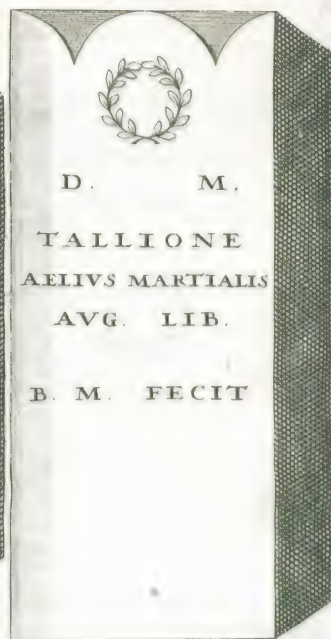 D. M.
TALLIONE
AELIVS MARTIALIS
AVG. LIB.
B. M. FECIT